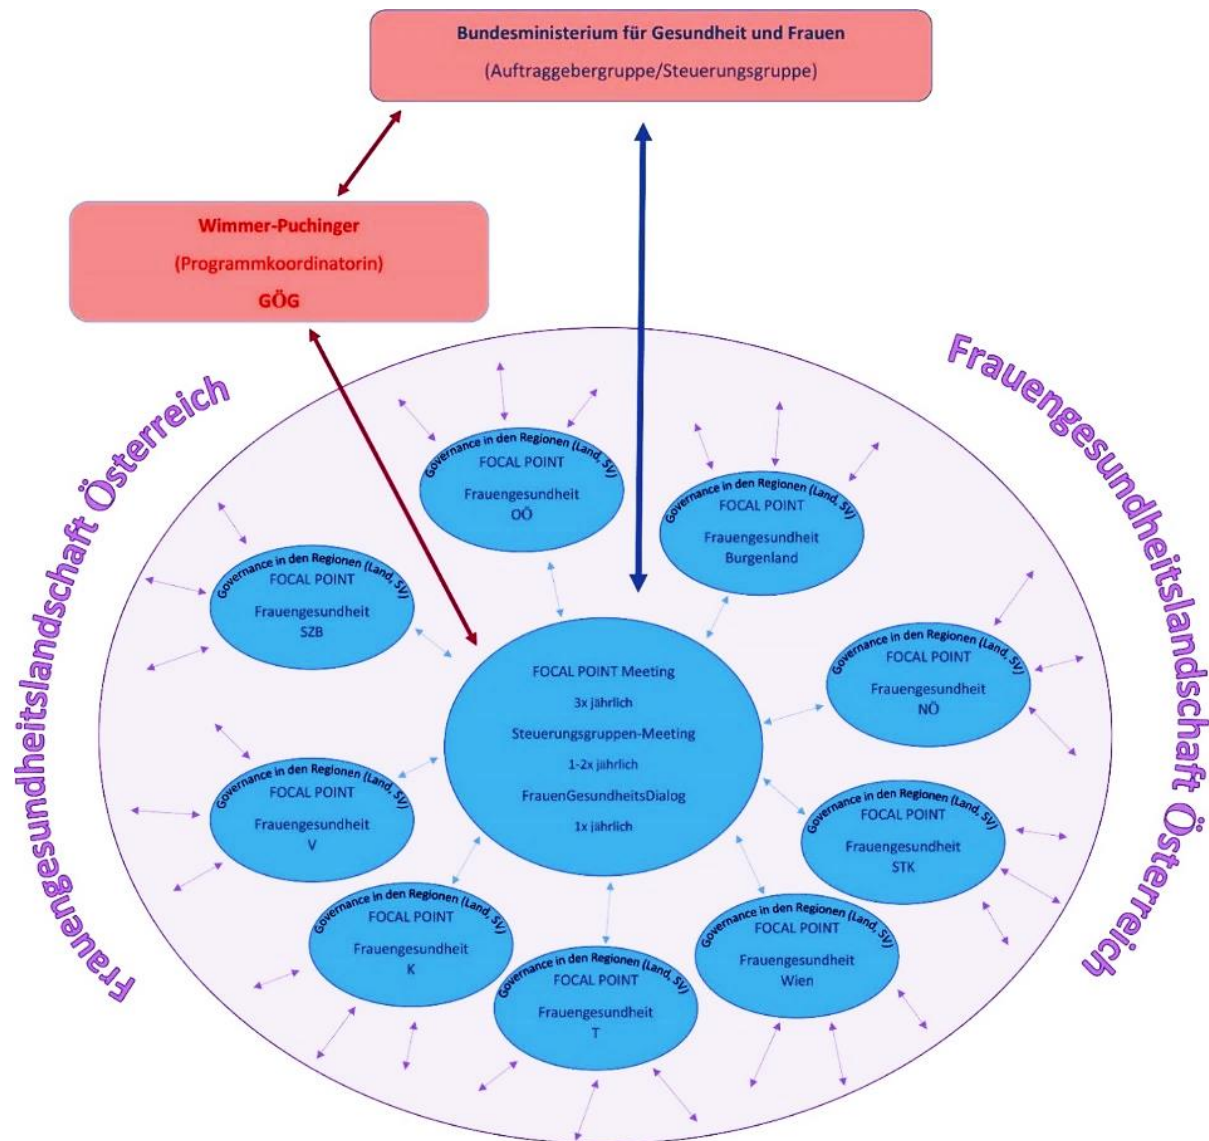 Bundesministerium für Gesundheit und Frauen
(Auftraggebergruppe/Steuerungsgruppe)
Wimmer-Puchinger
(Programmkoordinatorin)
GÖG
Frauengesundheitslandschaft Österreich
Frauengesundheitslandschaft Österreich
Governance in den Regionen (Land, SV)
FOCAL POINT
Frauengesundheit
OÖ
Governance in den Regionen (Land, SV)
FOCAL POINT
Frauengesundheit
Burgenland
Governance in den Regionen (Land, SV)
FOCAL POINT
Frauengesundheit
SZB
Governance in den Regionen (Land, SV)
FOCAL POINT
Frauengesundheit
NÖ
FOCAL POINT Meeting
3x jährlich
Steuerungsgruppen-Meeting
1-2x jährlich
FrauenGesundheitsDialog
1x jährlich
Governance in den Regionen (Land, SV)
FOCAL POINT
Frauengesundheit
V
Governance in den Regionen (Land, SV)
FOCAL POINT
Frauengesundheit
STK
Governance in den Regionen (Land, SV)
FOCAL POINT
Frauengesundheit
K
Governance in den Regionen (Land, SV)
FOCAL POINT
Frauengesundheit
T
Governance in den Regionen (Land, SV)
FOCAL POINT
Frauengesundheit
Wien